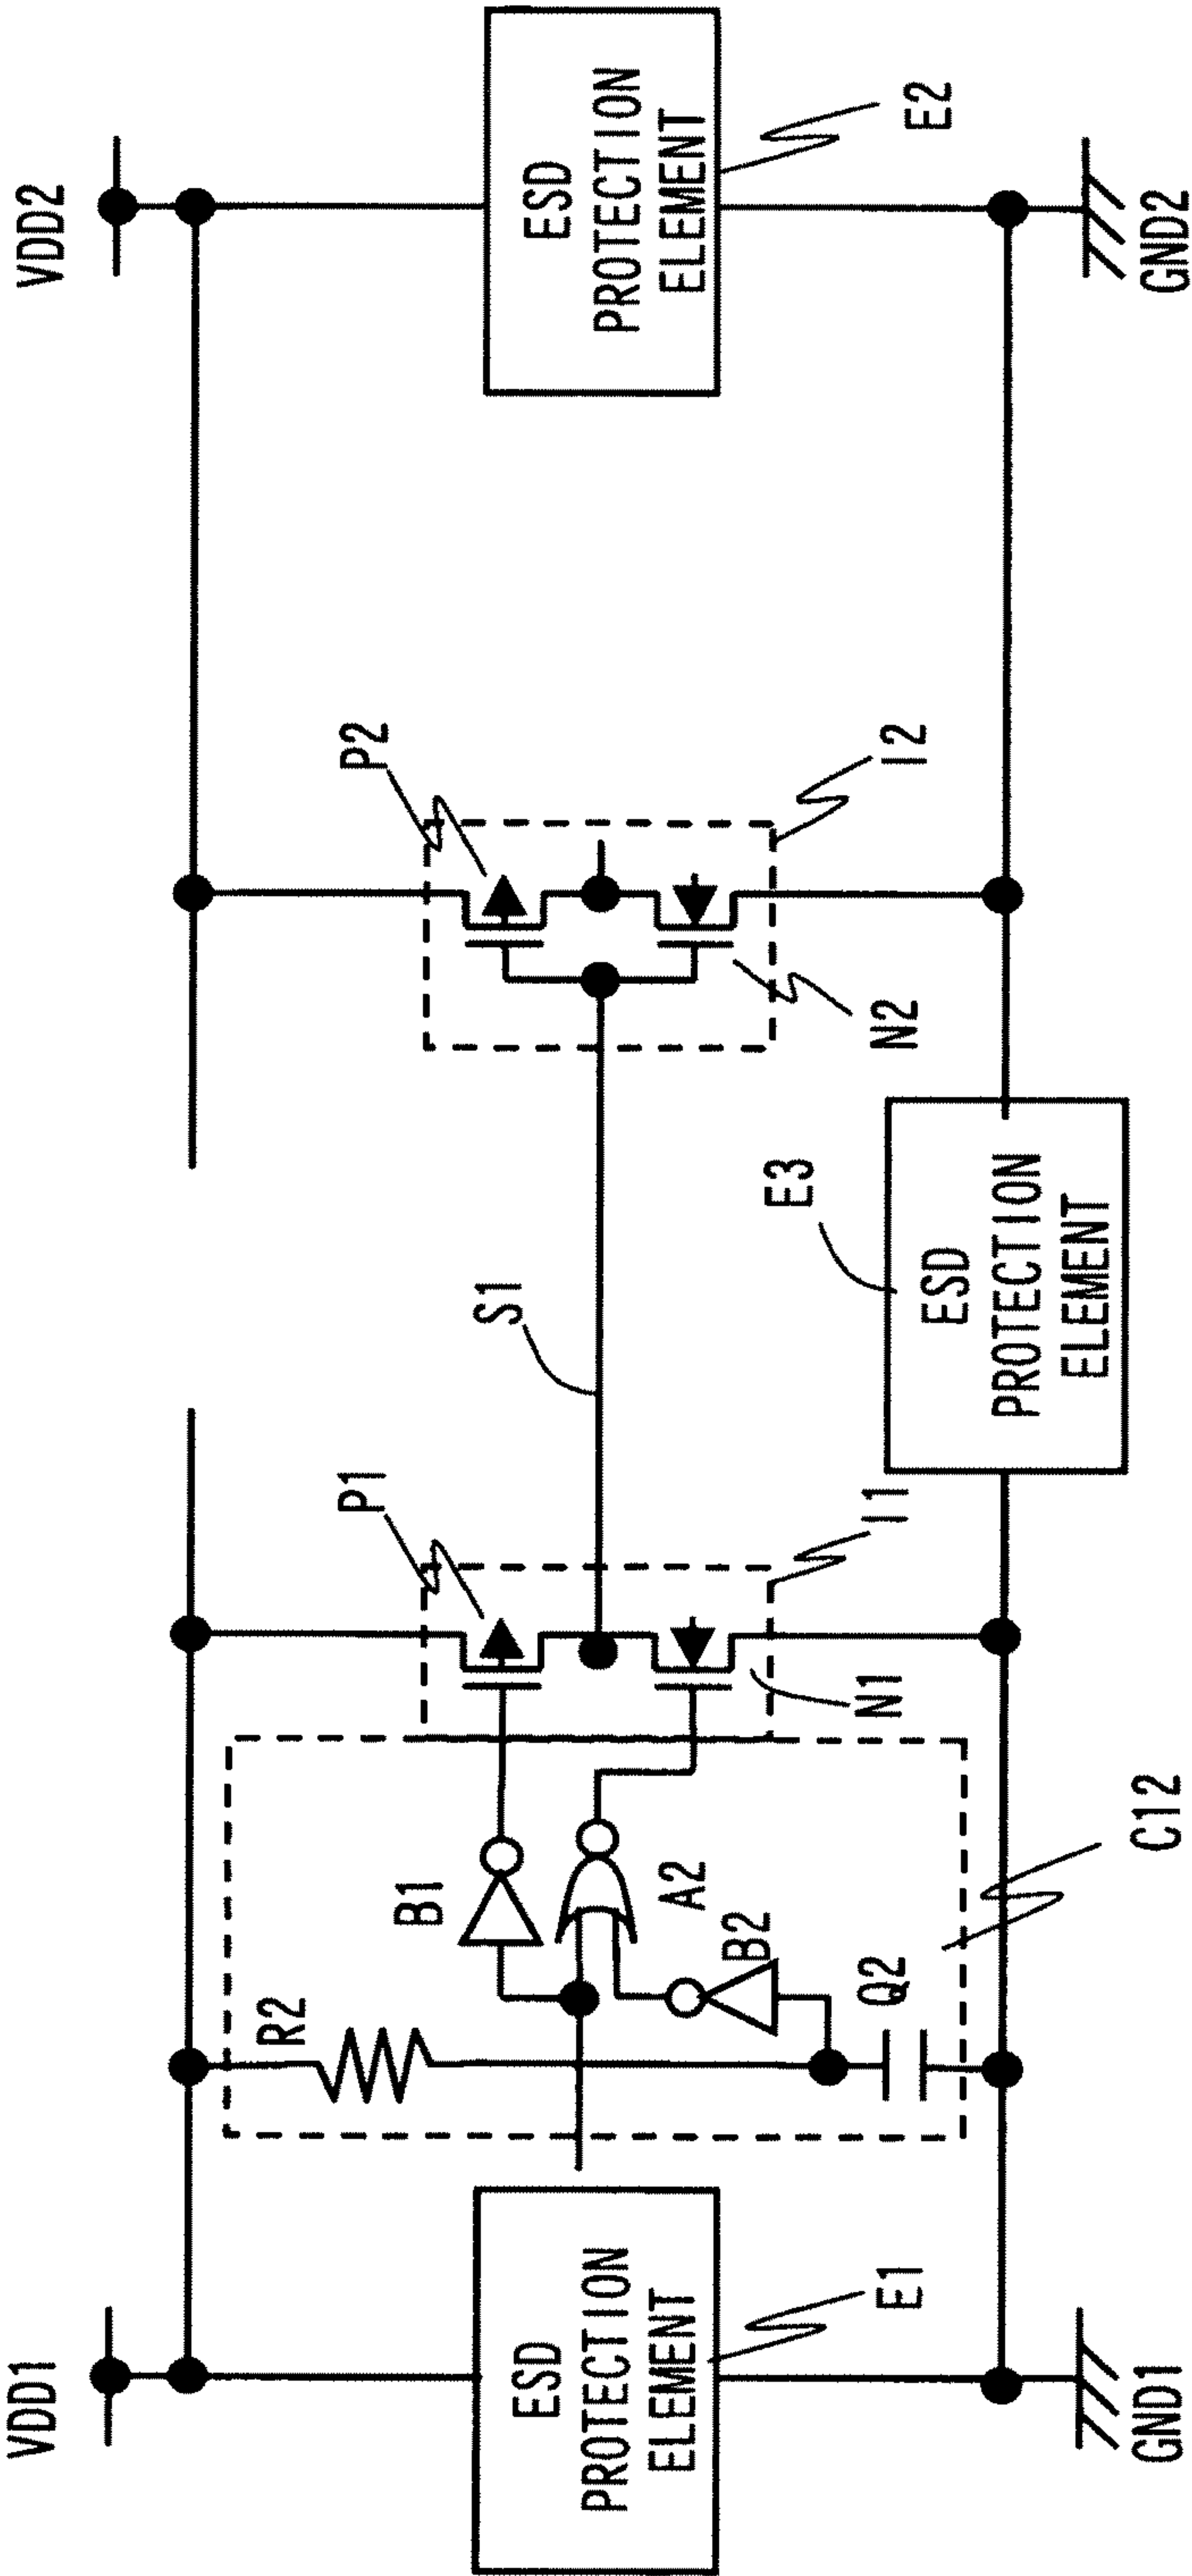 VDD1
VDD2
P1
P2
R2
B1
S1
ESD
PROTECTION
ELEMENT
ESD
PROTECTION
ELEMENT
A2
B2
Q2
N1
I1
N2
I2
E1
E2
E3
ESD
PROTECTION
ELEMENT
C12
GND1
GND2